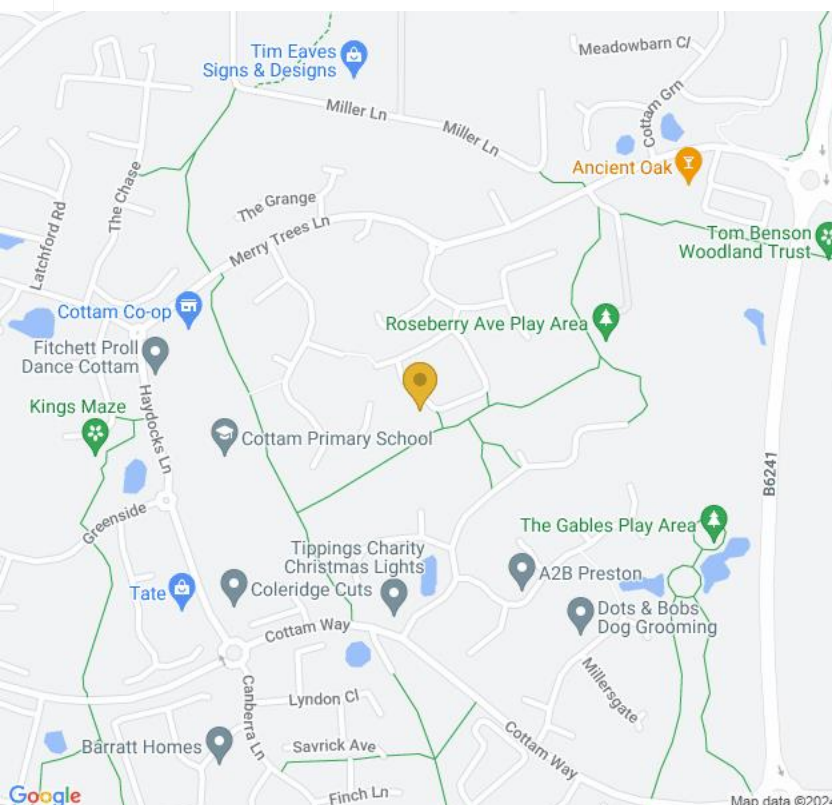 Tim Eaves
Signs & Designs
Meadowbarn Cl
Miller Ln
Miller Ln
Cottam Grn
Ancient Oak
The Chase
Latchford Rd
The Grange
Merry Trees Ln
Tom Benson
Woodland Trust
Cottam Co-op
Roseberry Ave Play Area
Fitchett Proll
Dance Cottam
Kings Maze
Haydocks Ln
Cottam Primary School
B6241
Greenside
The Gables Play Area
Tippings Charity
Christmas Lights
A2B Preston
Tate
Coleridge Cuts
Dots & Bobs
Dog Grooming
Cottam Way
Millersgate
Canberra Ln
Lyndon Cl
Barratt Homes
Savrick Ave
Cottam Way
Finch Ln
Google
Map data ©2024